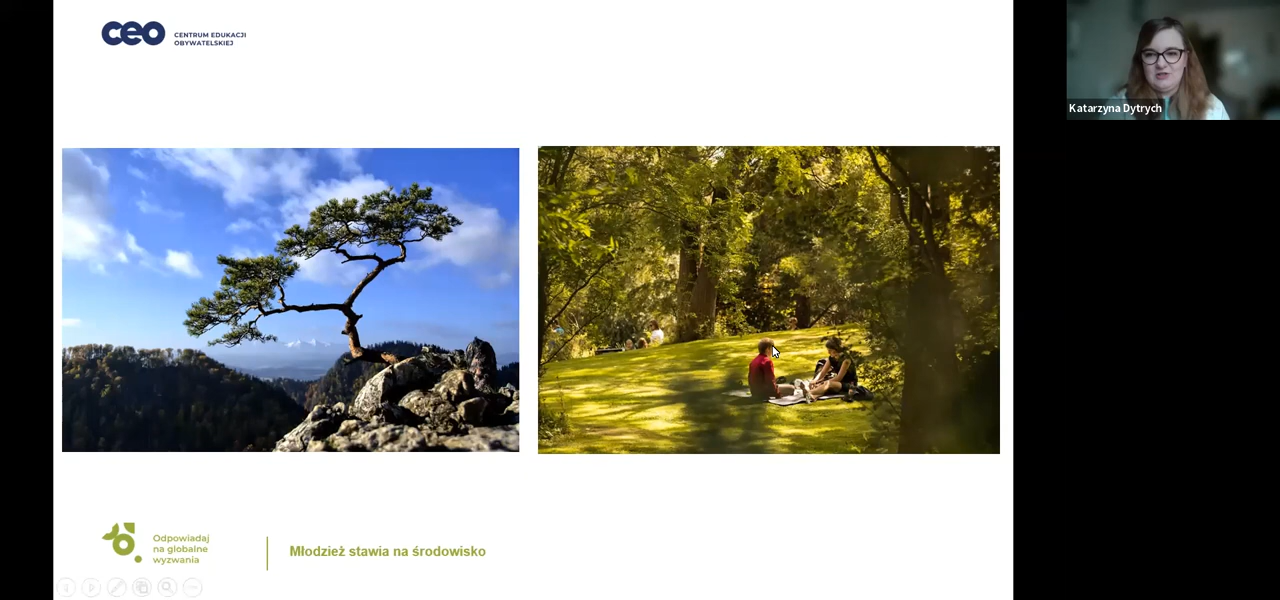 ceo
CENTRUM EDUKACJI
OBYWATELSKIEJ
Katarzyna Dytrych
Odpowiadaj
na globalne
wyzwania
Młodzież stawia na środowisko